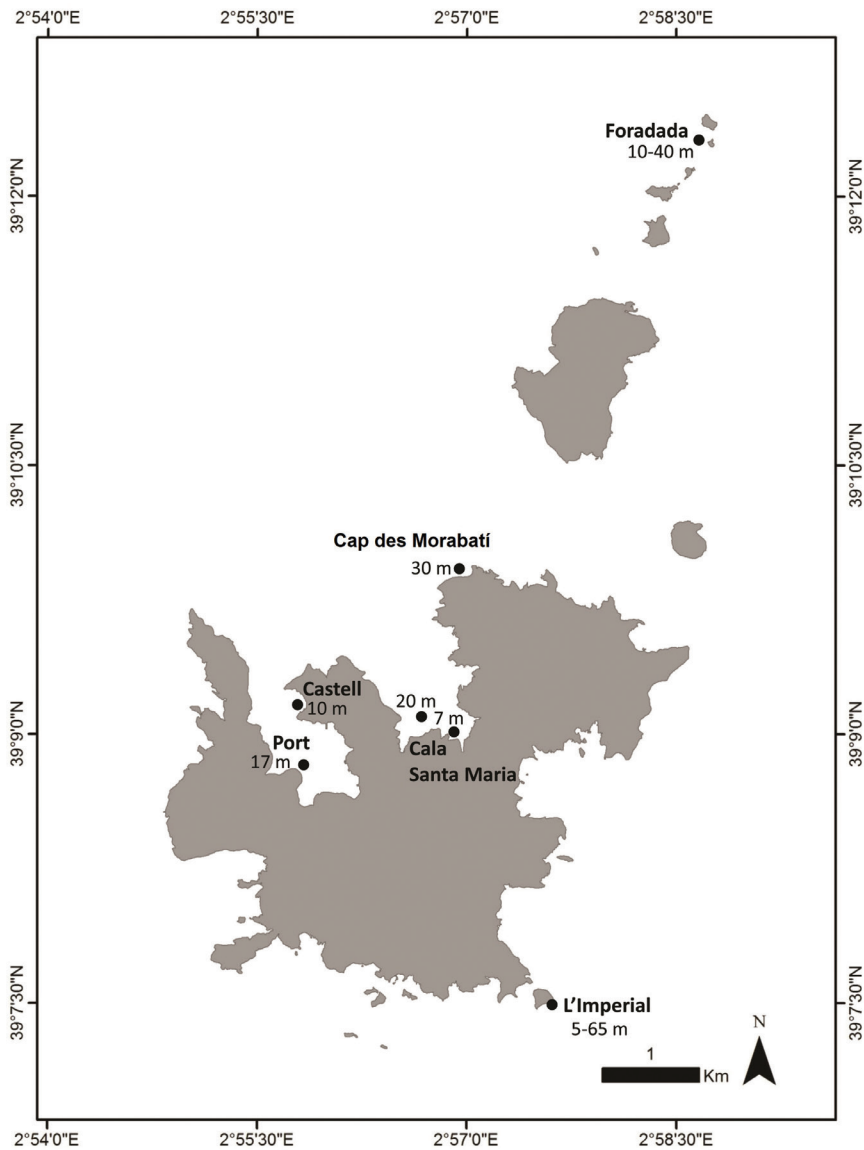 2°54'0"E
2°55'30"E
2°57'0"E
2°58'30"E
Foradada
10-40 m
39°12'0"N
39°12'0"N
39°10'30"N
39°10'30"N
Cap des Morabatí
30 m
Castell
10 m
20 m
7 m
39°9'0"N
39°9'0"N
Port
17 m
Cala
Santa Maria
39°7'30"N
39°7'30"N
L'Imperial
5-65 m
N
1
Km
2°54'0"E
2°55'30"E
2°57'0"E
2°58'30"E